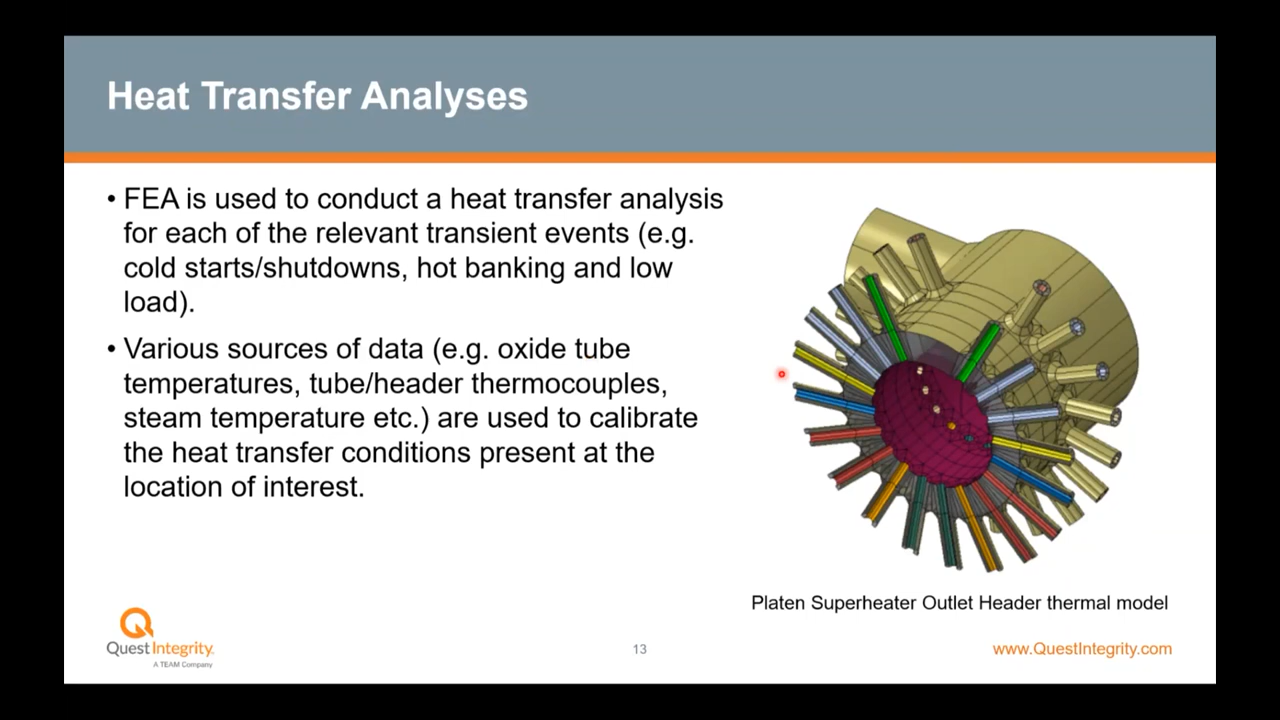 Heat Transfer Analyses
• FEA is used to conduct a heat transfer analysis
for each of the relevant transient events (e.g.
cold starts/shutdowns, hot banking and low
load).
• Various sources of data (e.g. oxide tube
temperatures, tube/header thermocouples,
steam temperature etc.) are used to calibrate
the heat transfer conditions present at the
location of interest.
Platen Superheater Outlet Header thermal model
QuestIntegrity.
A TEAM Company
13
www.QuestIntegrity.com